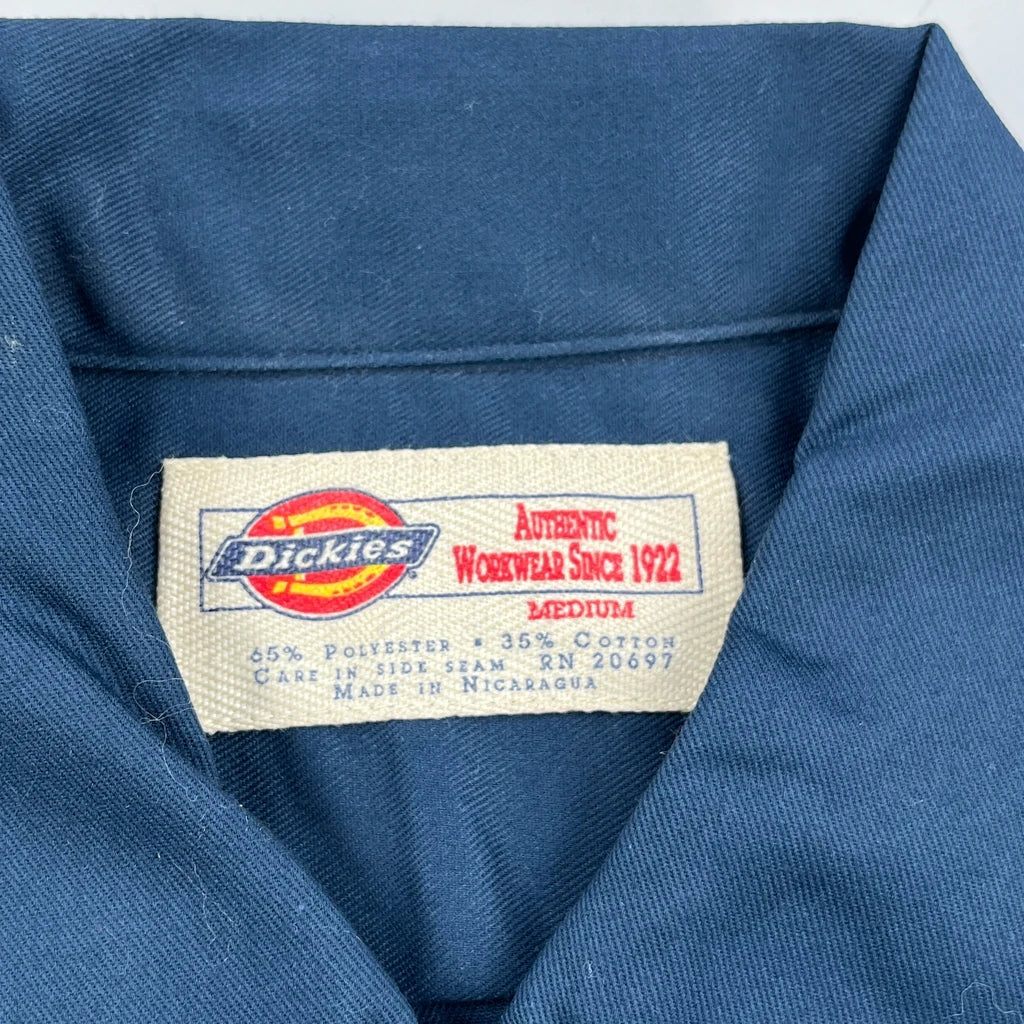 Dickies
AUTHENTIC
WORKWEAR SINCE 1922
MEDIUM
65% POLYESTER • 35% COTTON
CARE IN SIDE SEAM RN 20697
MADE IN NICARAGUA